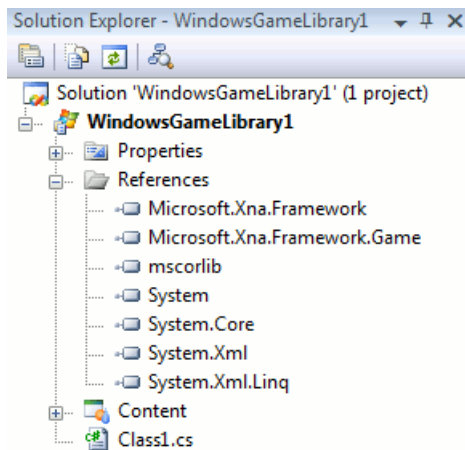 Solution Explorer - WindowsGameLibrary1
Solution 'WindowsGameLibrary1' (1 project)
WindowsGameLibrary1
Properties
References
Microsoft.Xna.Framework
Microsoft.Xna.Framework.Game
mscorlib
System
System.Core
System.Xml
System.Xml.Linq
Content
Class1.cs